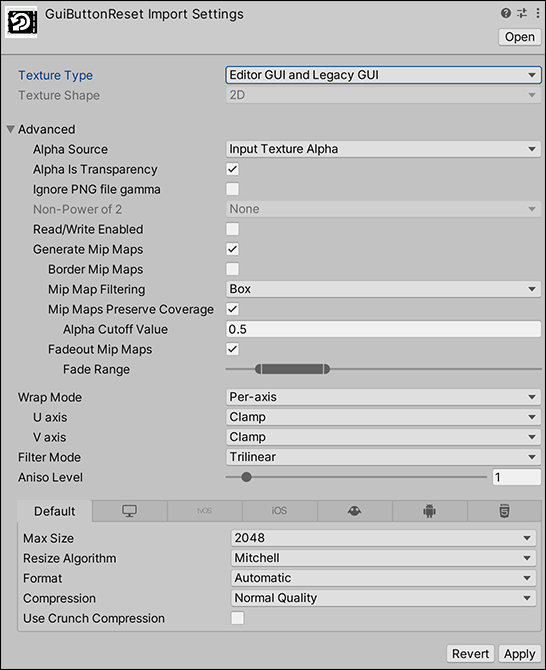 GuiButtonReset Import Settings
Open
Texture Type Editor GUI and Legacy GUI
Texture Shape 2D
Advanced
Alpha Source Input Texture Alpha
Alpha Is Transparency
Ignore PNG file gamma
Non-Power of 2 None
Read/Write Enabled
Generate Mip Maps
Border Mip Maps
Mip Map Filtering Box
Mip Maps Preserve Coverage
Alpha Cutoff Value 0.5
Fadeout Mip Maps
Fade Range
Wrap Mode Per-axis
U axis Clamp
V axis Clamp
Filter Mode Trilinear
Aniso Level 1
Default tvOS iOS
Max Size 2048
Resize Algorithm Mitchell
Format Automatic
Compression Normal Quality
Use Crunch Compression
Revert Apply